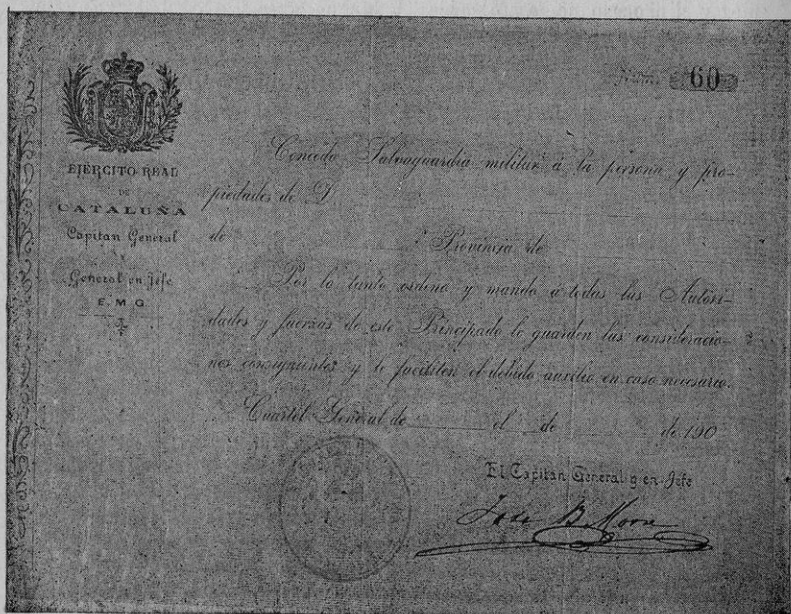 Núm. 60
EJÉRCITO REAL
DE
CATALUÑA
Capitan General
Y
General en Jefe
E. M. G.
Concedo Salvaguardia militar á la persona y pro-
piedades de D
de Provincia de
Por lo tanto ordeno y mando á todas las Autori-
dades y fuerzas de este Principado le guarden las consideracio-
nes consiguientes y le faciliten el debido auxilio en caso necesario.
Cuartel General de el de de 190
El Capitan General y en Jefe
José B. Moore